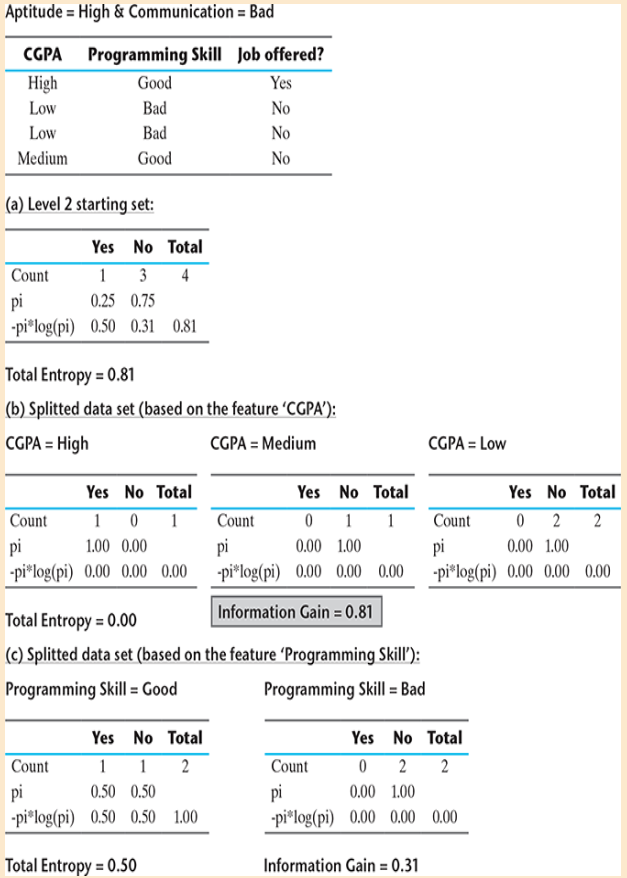 Aptitude = High & Communication = Bad
CGPA Programming Skill Job offered?
High Good Yes
Low Bad No
Low Bad No
Medium Good No
(a) Level 2 starting set:
Yes No Total
Count 1 3 4
pi 0.25 0.75
-pi*log(pi) 0.50 0.31 0.81
Total Entropy = 0.81
(b) Splitted data set (based on the feature ‘CGPA’):
CGPA = High CGPA = Medium CGPA = Low
Yes No Total Yes No Total Yes No Total
Count 1 0 1 Count 0 1 1 Count 0 2 2
pi 1.00 0.00 pi 0.00 1.00 pi 0.00 1.00
-pi*log(pi) 0.00 0.00 0.00 -pi*log(pi) 0.00 0.00 0.00 -pi*log(pi) 0.00 0.00 0.00
Total Entropy = 0.00 Information Gain = 0.81
(c) Splitted data set (based on the feature ‘Programming Skill’):
Programming Skill = Good Programming Skill = Bad
Yes No Total Yes No Total
Count 1 1 2 Count 0 2 2
pi 0.50 0.50 pi 0.00 1.00
-pi*log(pi) 0.50 0.50 1.00 -pi*log(pi) 0.00 0.00 0.00
Total Entropy = 0.50 Information Gain = 0.31